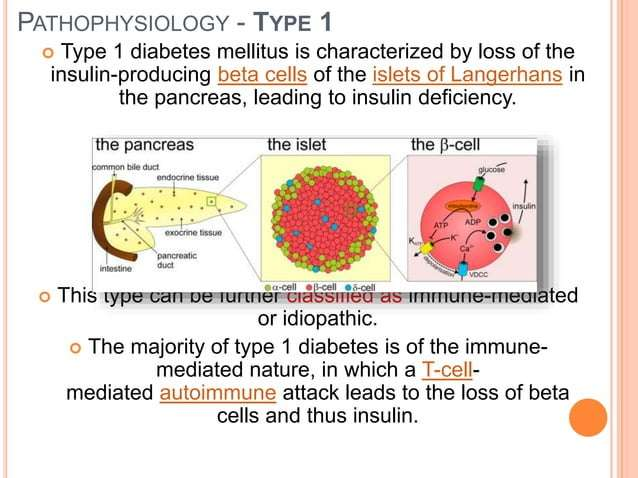 PATHOPHYSIOLOGY - TYPE 1
Type 1 diabetes mellitus is characterized by loss of the
insulin-producing beta cells of the islets of Langerhans in
the pancreas, leading to insulin deficiency.
the pancreas
the islet
the β-cell
common bile duct
endocrine tissue
exocrine tissue
pancreatic
duct
intestine
α-cell
β-cell
δ-cell
glucose
mitochondria
insulin
ATP
ADP
K⁺
Ca²⁺
depolarisation
VDCC
This type can be further classified as immune-mediated
or idiopathic.
The majority of type 1 diabetes is of the immune-
mediated nature, in which a T-cell-
mediated autoimmune attack leads to the loss of beta
cells and thus insulin.